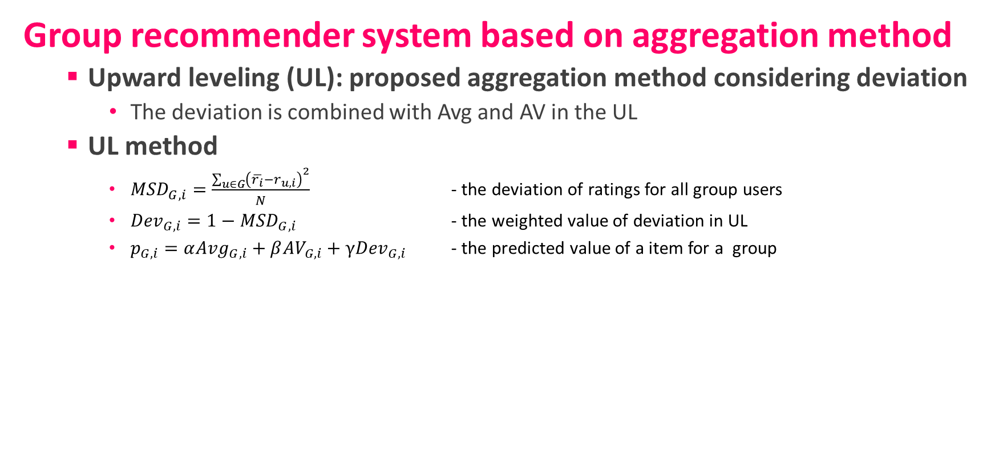 Group recommender system based on aggregation method
▪ Upward leveling (UL): proposed aggregation method considering deviation
• The deviation is combined with Avg and AV in the UL
▪ UL method
• $MSD_{G,i} = \frac{\sum_{u \in G} (\bar{r}_i - r_{u,i})^2}{N}$ - the deviation of ratings for all group users
• $Dev_{G,i} = 1 - MSD_{G,i}$ - the weighted value of deviation in UL
• $p_{G,i} = \alpha Avg_{G,i} + \beta AV_{G,i} + \gamma Dev_{G,i}$ - the predicted value of a item for a  group